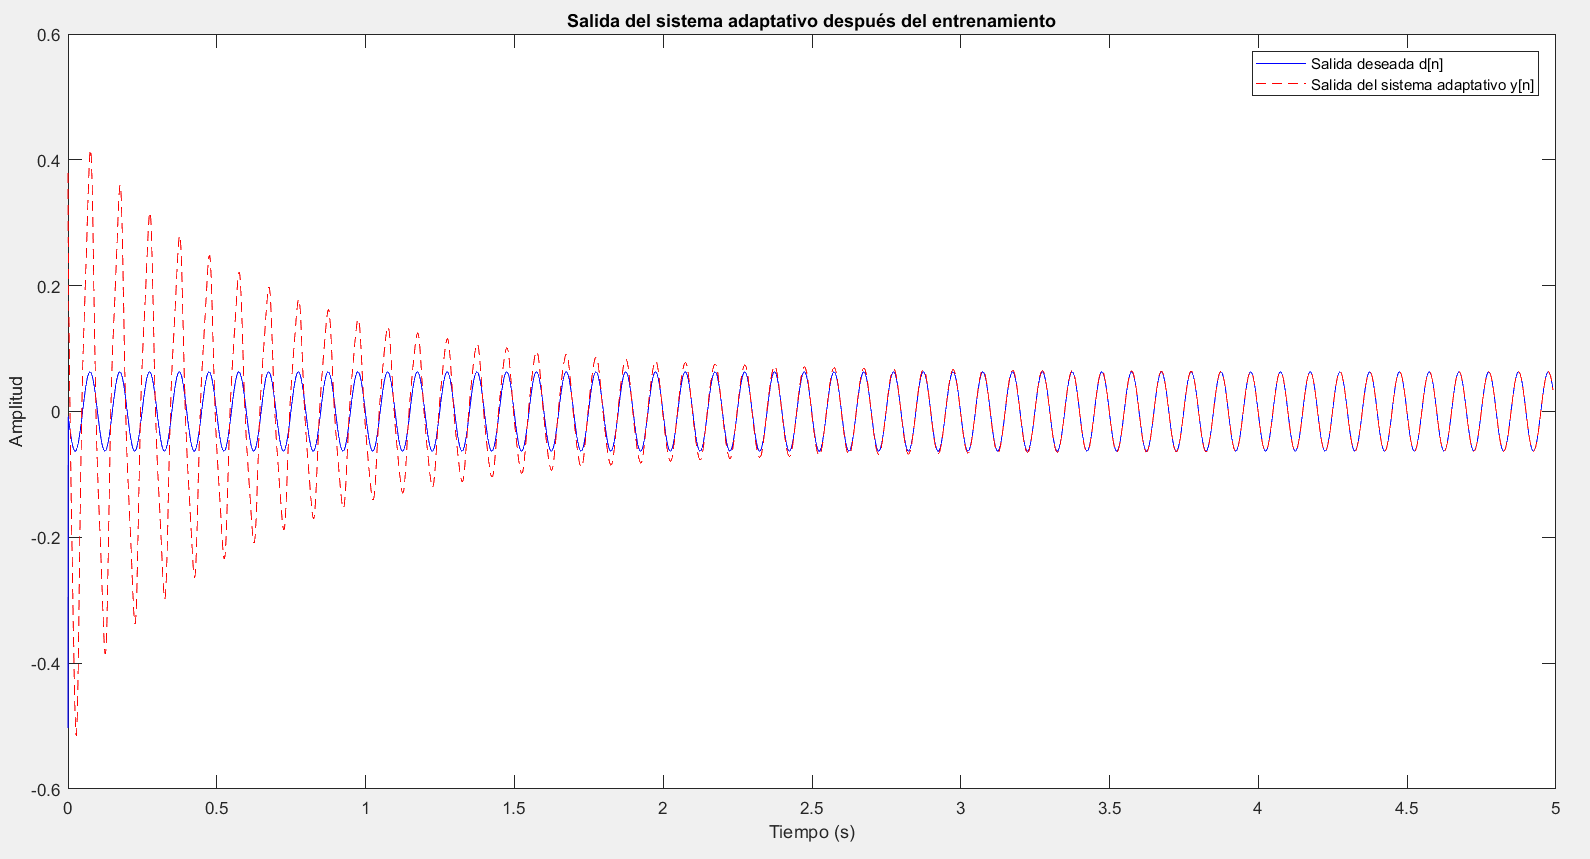 Salida del sistema adaptativo después del entrenamiento
Salida deseada d[n]
Salida del sistema adaptativo y[n]
Amplitud
0.6
0.4
0.2
0
-0.2
-0.4
-0.6
0 0.5 1 1.5 2 2.5 3 3.5 4 4.5 5
Tiempo (s)